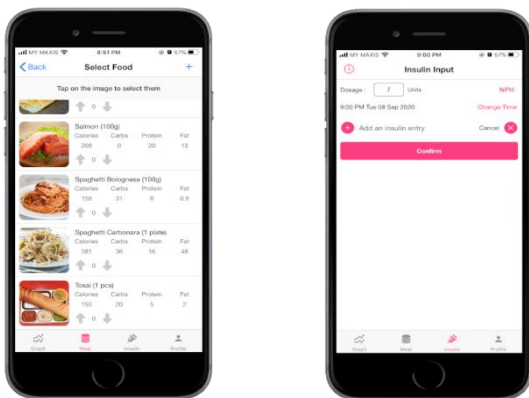 MY MAXIS 8:51 PM 67%
Back Select Food +
Tap on the image to select them
0
Salmon (100g)
Calories Carbs Protein Fat
208 0 20 13
0
Spaghetti Bolognese (100g)
Calories Carbs Protein Fat
158 31 6 0.9
0
Spaghetti Carbonara (1 plate)
Calories Carbs Protein Fat
581 36 16 48
0
Tosai (1 pcs)
Calories Carbs Protein Fat
150 20 5 2
0
Graph Meal Insulin Profile
MY MAXIS 9:00 PM 67%
Insulin Input
Dosage : 7 Units NPH
9:00 PM Tue 08 Sep 2020 Change Time
Add an insulin entry Cancel
Confirm
Graph Meal Insulin Profile